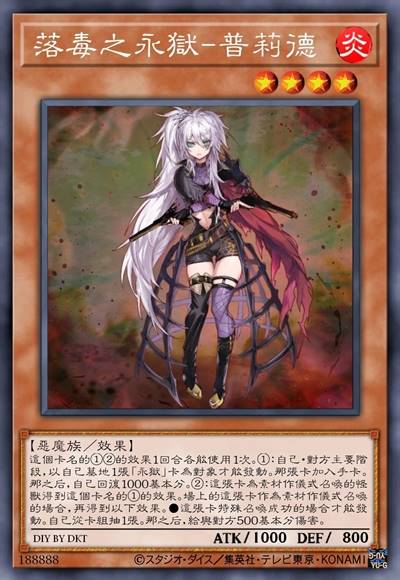 落毒之永獄-普莉德
炎
【惡魔族／效果】
這個卡名的①②的效果1回合各能使用1次。①：自己·對方主要階
段，以自己墓地1張「永獄」卡為對象才能發動。那張卡加入手卡。
那之後，自己回復1000基本分。②：這張卡為素材作儀式召喚的怪
獸得到這個卡名的①的效果。場上的這張卡作為素材作儀式召喚
的場合，再得到以下效果。●這張卡特殊召喚成功的場合才能發
動。自己從卡組抽1張。那之後，給與對方500基本分傷害。
DIY BY DKT
ATK/1000 DEF/ 800
188888
©スタジオ・ダイス／集英社・テレビ東京・KONAMI